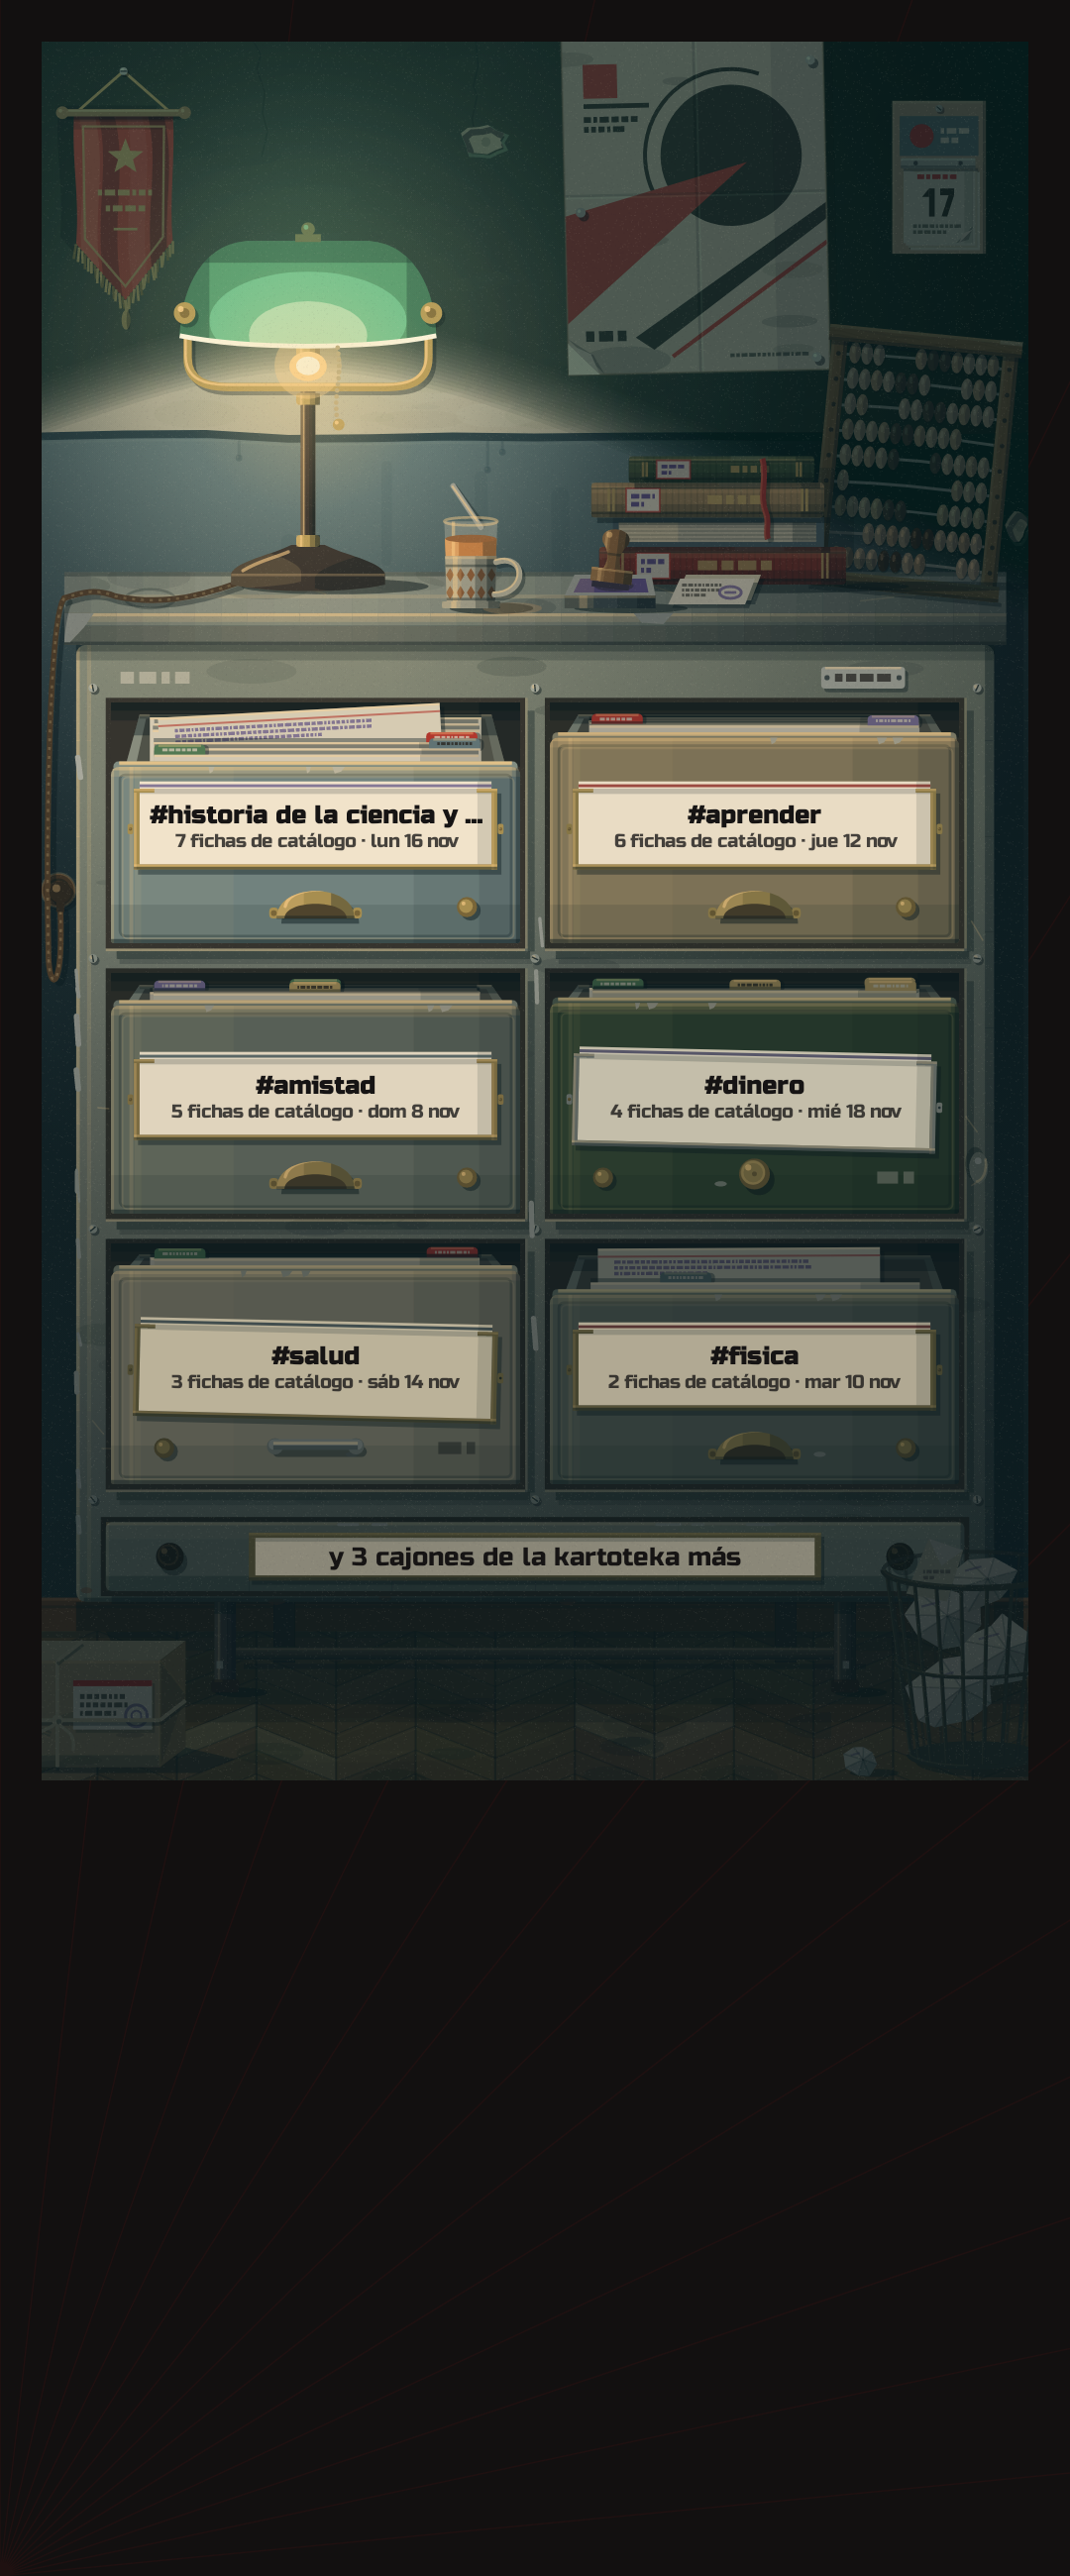 17
#historia de la ciencia y ...
7 fichas de catálogo · lun 16 nov
#aprender
6 fichas de catálogo · jue 12 nov
#amistad
5 fichas de catálogo · dom 8 nov
#dinero
4 fichas de catálogo · mié 18 nov
#salud
3 fichas de catálogo · sáb 14 nov
#fisica
2 fichas de catálogo · mar 10 nov
y 3 cajones de la kartoteka más